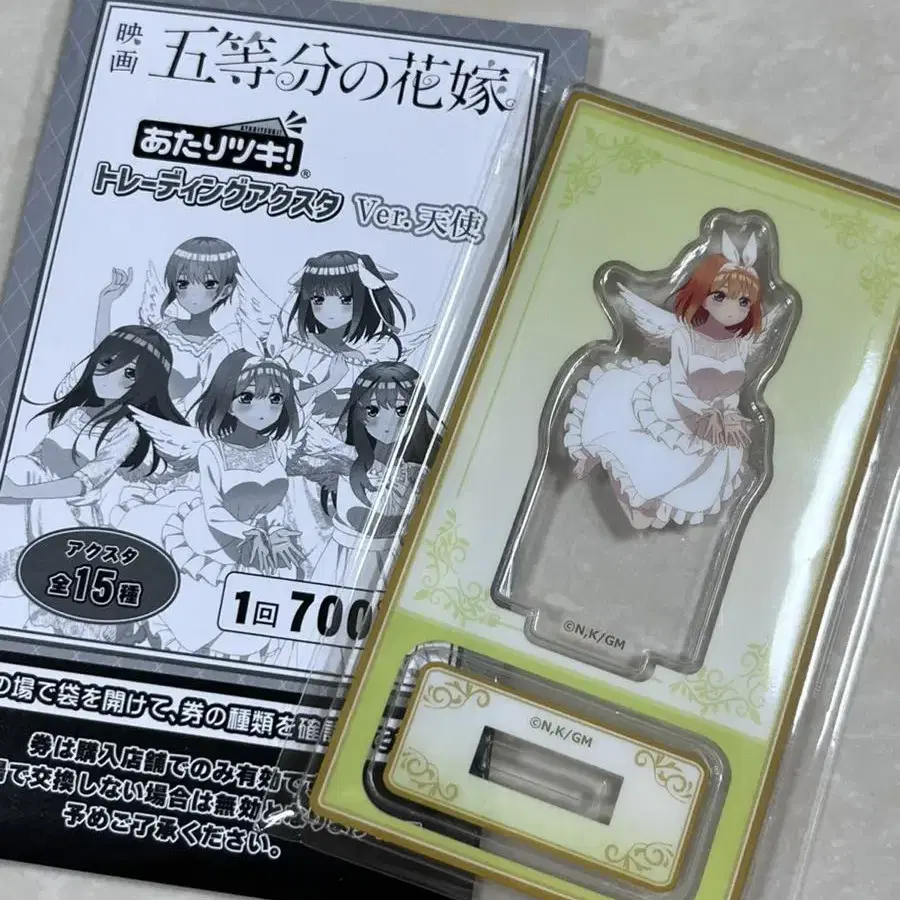 映画
五等分の花嫁
ATARITSUKI!
あたりツキ!®
トレーディングアクスタ Ver.天使
アクスタ
全15種
1回 700
の場で袋を開けて、券の種類を確認
券は購入店舗でのみ有効で
場で交換しない場合は無効と
予めご了承ください。
©N,K/GM
©N,K/GM